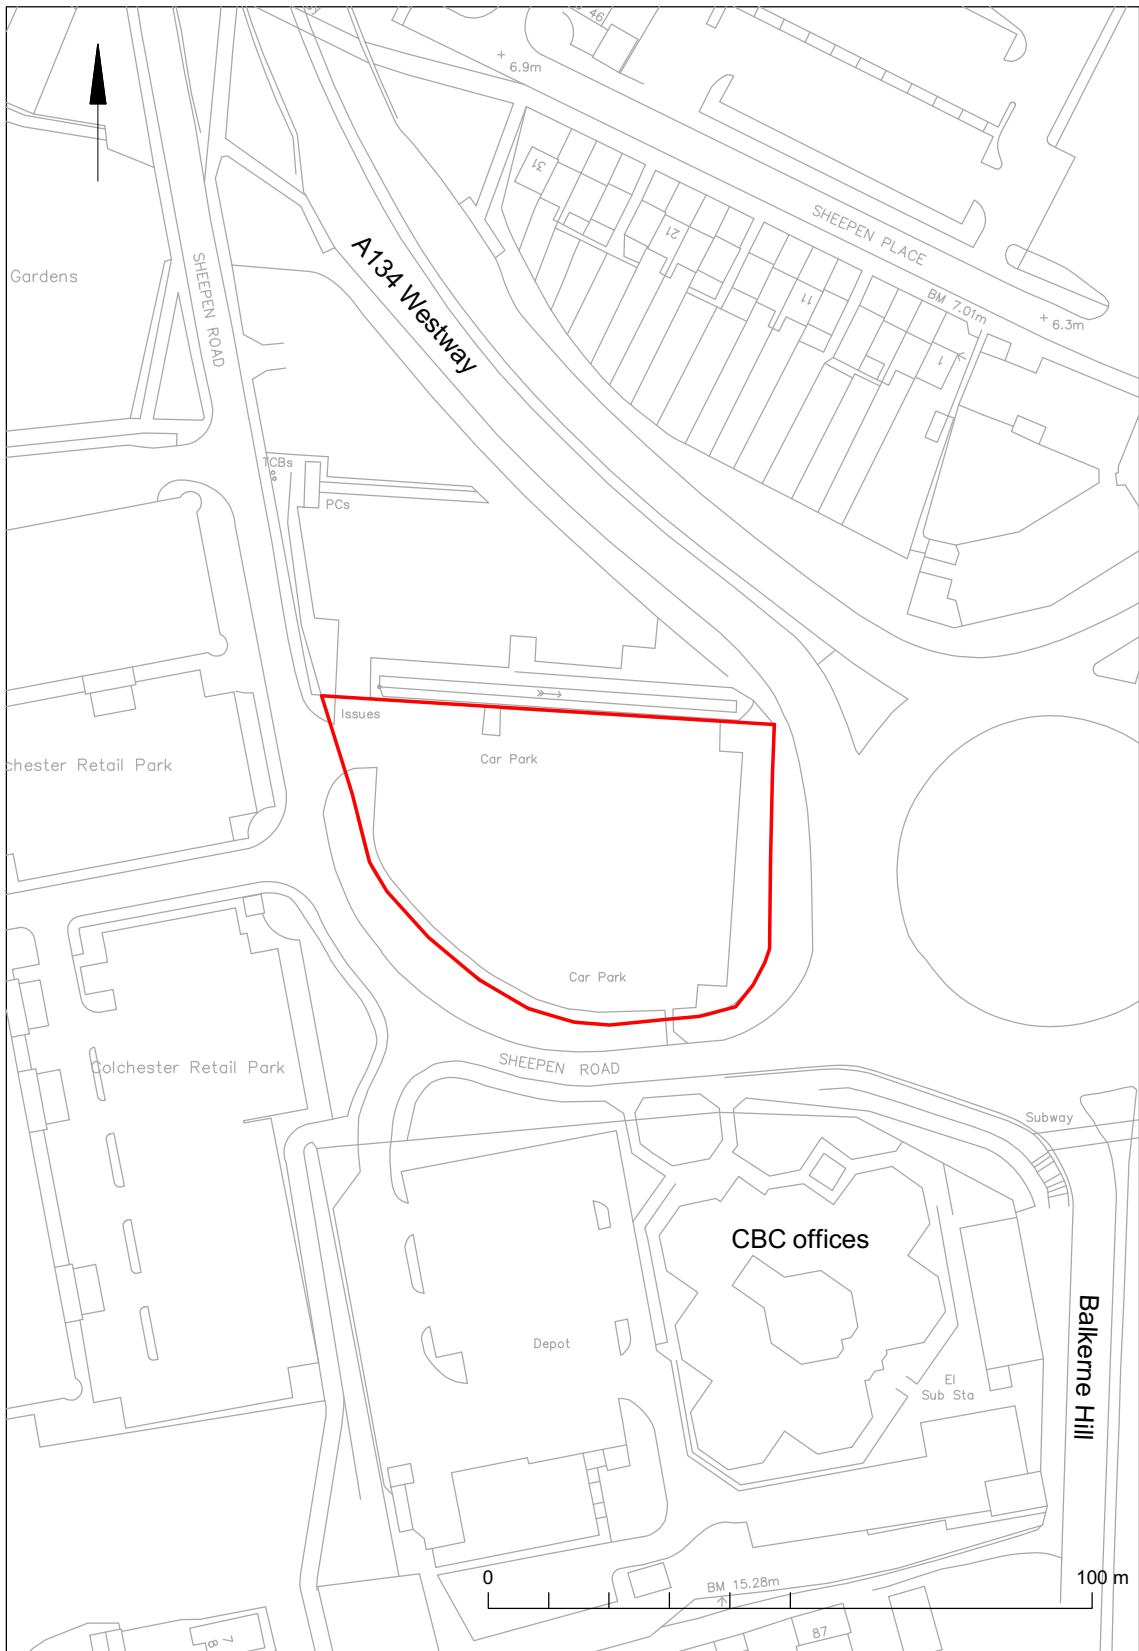 46
6.9m
31
SHEEPEN PLACE
21
A134 Westway
SHEEPEN ROAD
Gardens
11
BM 7.01m
6.3m
1
TCBs
PCs
Issues
Car Park
chester Retail Park
Car Park
SHEEPEN ROAD
Colchester Retail Park
Subway
CBC offices
Balkerne Hill
Depot
El
Sub Sta
0
100 m
BM 15.28m
87
7
8